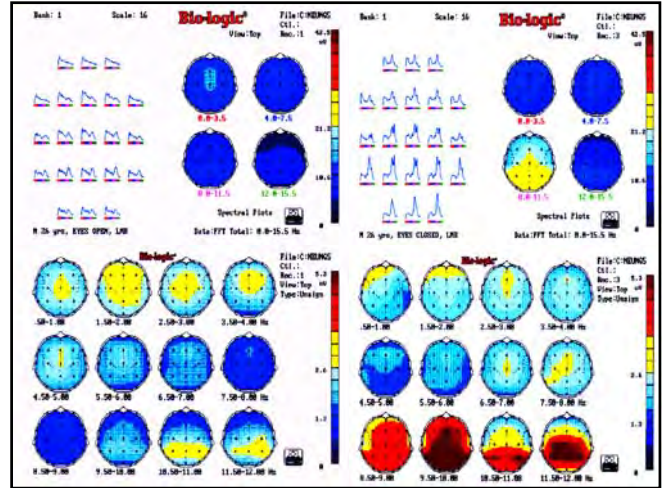 Bank: 1
Scale: 16
Bio-logic®
File:C:
Ctl.:
Rec.:1
View:Top
0.0-3.5
4.0-7.5
8.0-11.5
12.0-15.5
Spectral Plots
M 26 yrs, EYES OPEN, LMR
Data:FFT Total: 0.0-15.5 Hz
42.5
uV
21.2
10.6
0
Bank: 1
Scale: 16
Bio-logic®
File:C:
Ctl.:
Rec.:3
View:Top
0.0-3.5
4.0-7.5
8.0-11.5
12.0-15.5
Spectral Plots
M 26 yrs, EYES CLOSED, LMR
Data:FFT Total: 0.0-15.5 Hz
42.5
uV
21.2
10.6
0
Bio-logic®
File:C:
Ctl.:
Rec.:1
View:Top
Type:Unsign
.50-1.00
1.50-2.00
2.50-3.00
3.50-4.00 Hz
4.50-5.00
5.50-6.00
6.50-7.00
7.50-8.00 Hz
8.50-9.00
9.50-10.00
10.50-11.00
11.50-12.00 Hz
5.3
uV
2.6
1.3
0
Bio-logic®
File:C:
Ctl.:
Rec.:3
View:Top
Type:Unsign
.50-1.00
1.50-2.00
2.50-3.00
3.50-4.00 Hz
4.50-5.00
5.50-6.00
6.50-7.00
7.50-8.00 Hz
8.50-9.00
9.50-10.00
10.50-11.00
11.50-12.00 Hz
5.3
uV
2.6
1.3
0